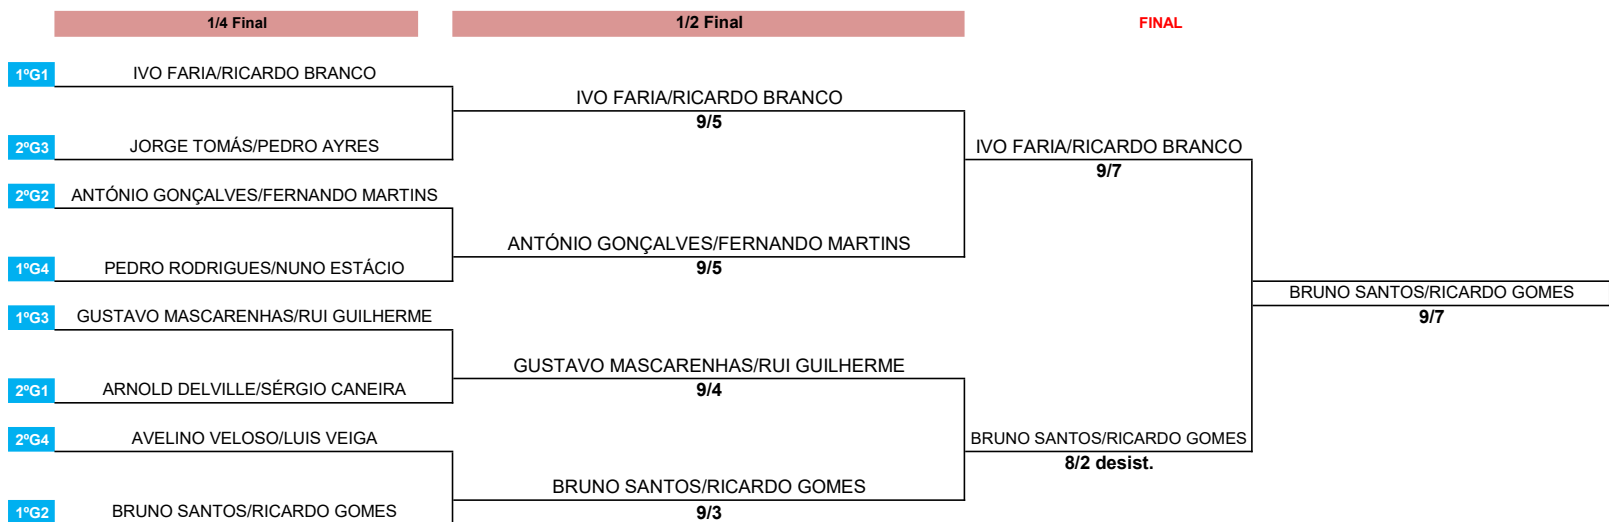 1/4 Final
1/2 Final
FINAL
1ºG1
IVO FARIA/RICARDO BRANCO
IVO FARIA/RICARDO BRANCO
9/5
2ºG3
JORGE TOMÁS/PEDRO AYRES
IVO FARIA/RICARDO BRANCO
9/7
2ºG2
ANTÓNIO GONÇALVES/FERNANDO MARTINS
ANTÓNIO GONÇALVES/FERNANDO MARTINS
9/5
1ºG4
PEDRO RODRIGUES/NUNO ESTÁCIO
BRUNO SANTOS/RICARDO GOMES
9/7
1ºG3
GUSTAVO MASCARENHAS/RUI GUILHERME
GUSTAVO MASCARENHAS/RUI GUILHERME
9/4
2ºG1
ARNOLD DELVILLE/SÉRGIO CANEIRA
2ºG4
AVELINO VELOSO/LUIS VEIGA
BRUNO SANTOS/RICARDO GOMES
8/2 desist.
BRUNO SANTOS/RICARDO GOMES
9/3
1ºG2
BRUNO SANTOS/RICARDO GOMES